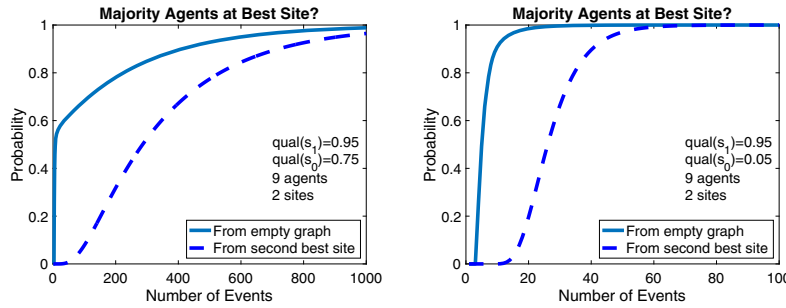 Majority Agents at Best Site?
Probability
1
0.8
0.6
0.4
0.2
0
qual(s1)=0.95
qual(s0)=0.75
9 agents
2 sites
From empty graph
From second best site
0 200 400 600 800 1000
Number of Events
Majority Agents at Best Site?
Probability
1
0.8
0.6
0.4
0.2
0
qual(s1)=0.95
qual(s0)=0.05
9 agents
2 sites
From empty graph
From second best site
0 20 40 60 80 100
Number of Events